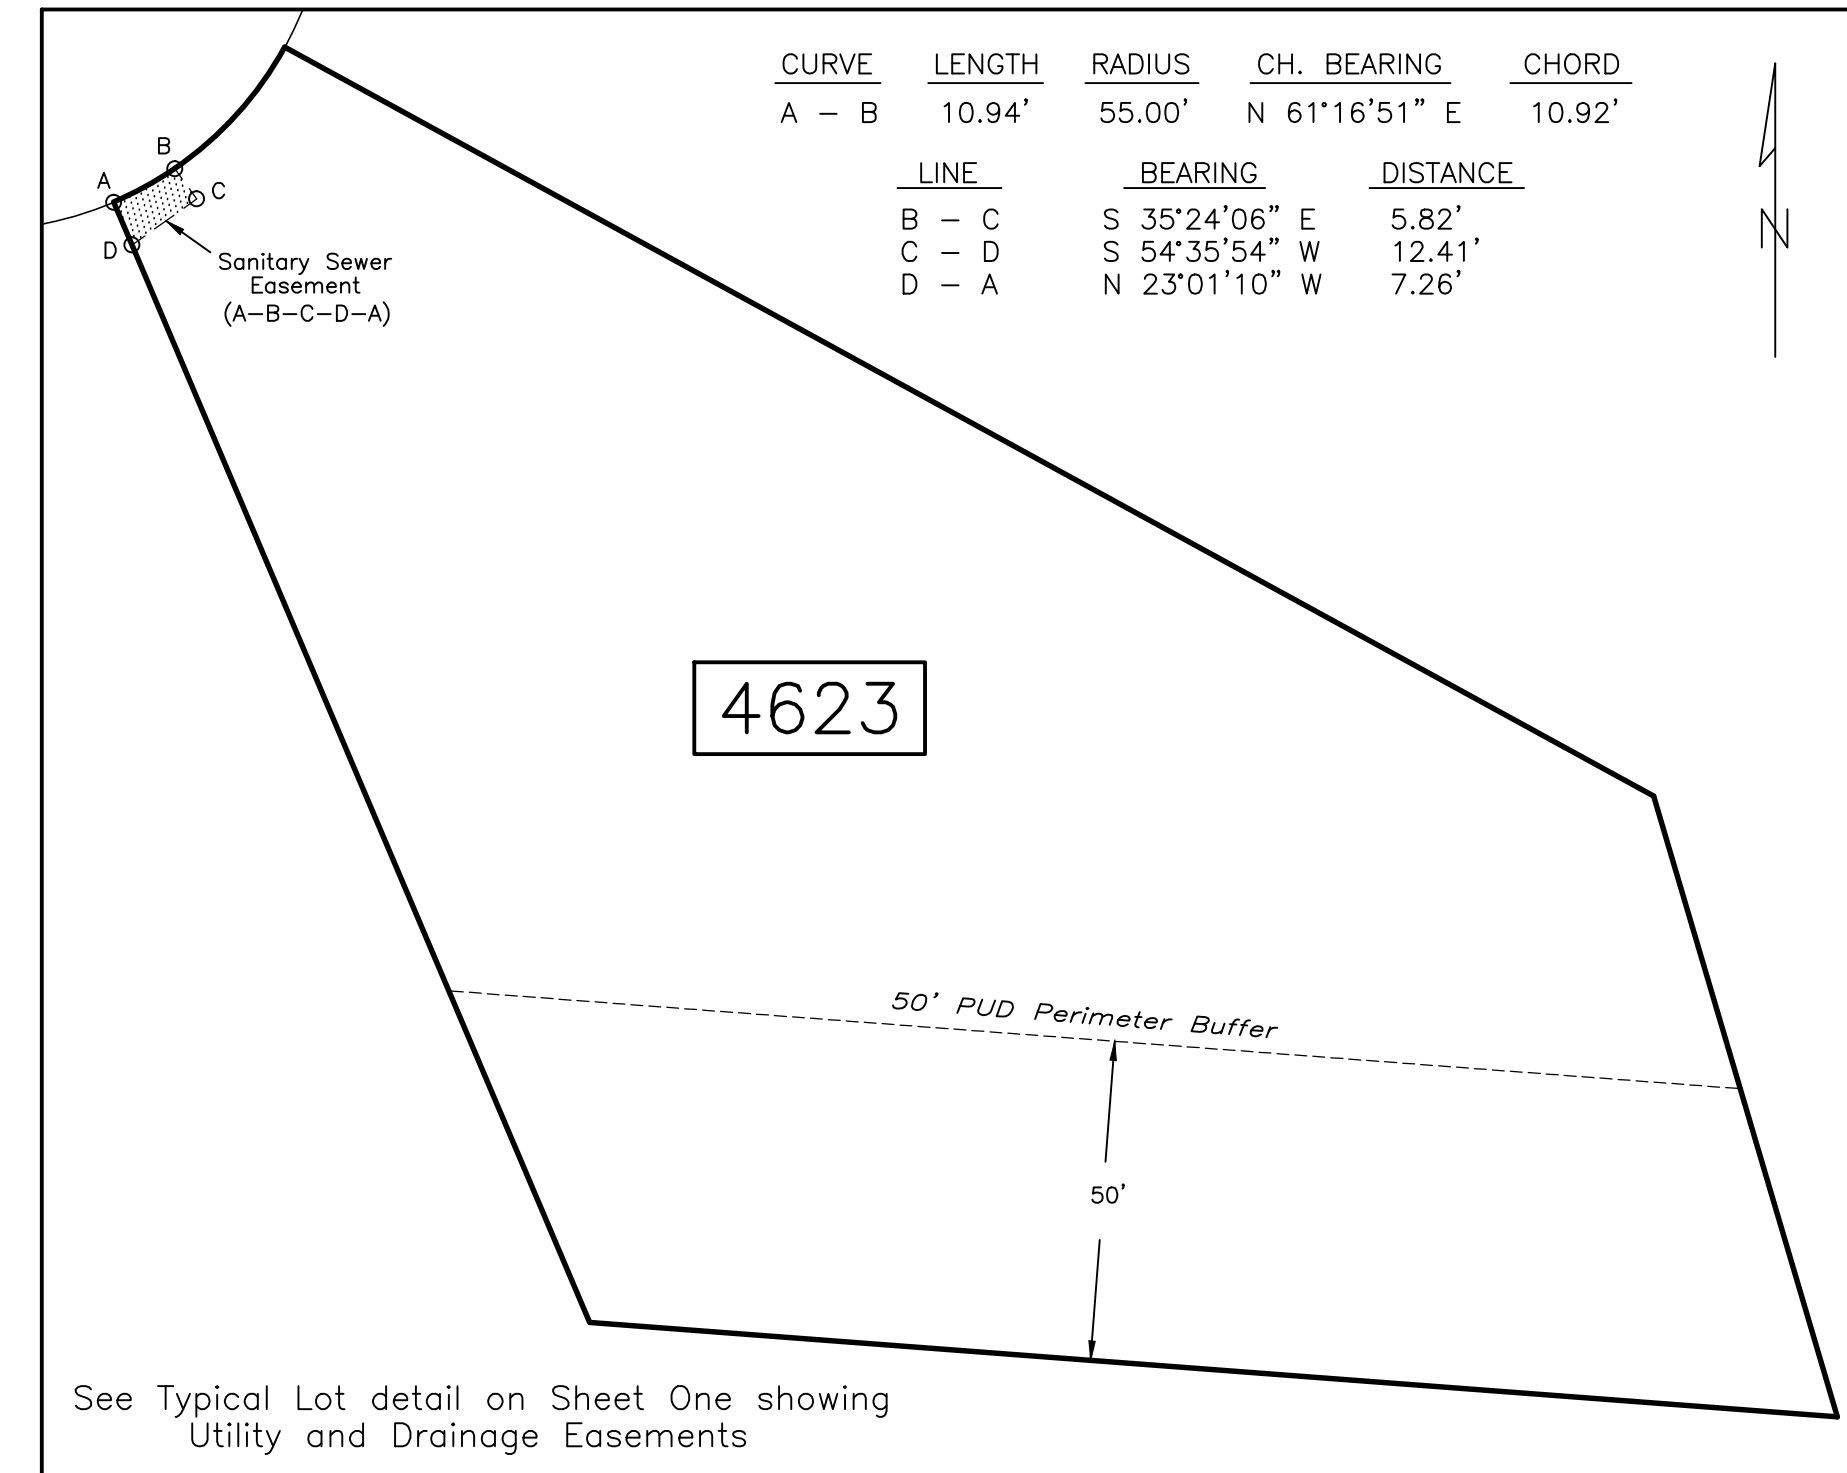 CURVE LENGTH RADIUS CH. BEARING CHORD
A – B 10.94' 55.00' N 61°16'51" E 10.92'
LINE BEARING DISTANCE
B – C S 35°24'06" E 5.82'
C – D S 54°35'54" W 12.41'
D – A N 23°01'10" W 7.26'
N
B
A
C
D
Sanitary Sewer
Easement
(A–B–C–D–A)
4623
50' PUD Perimeter Buffer
50'
See Typical Lot detail on Sheet One showing
Utility and Drainage Easements